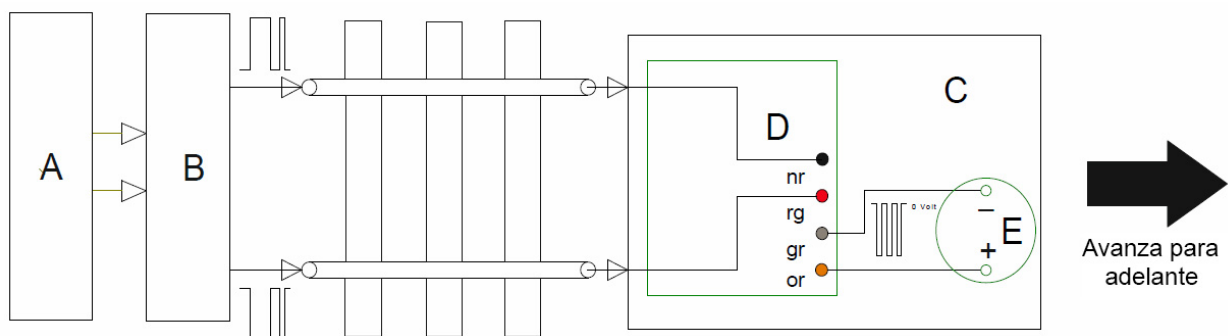 A
B
C
D
nr
rg
gr
or
0 Volt
−
E
+
Avanza para
adelante